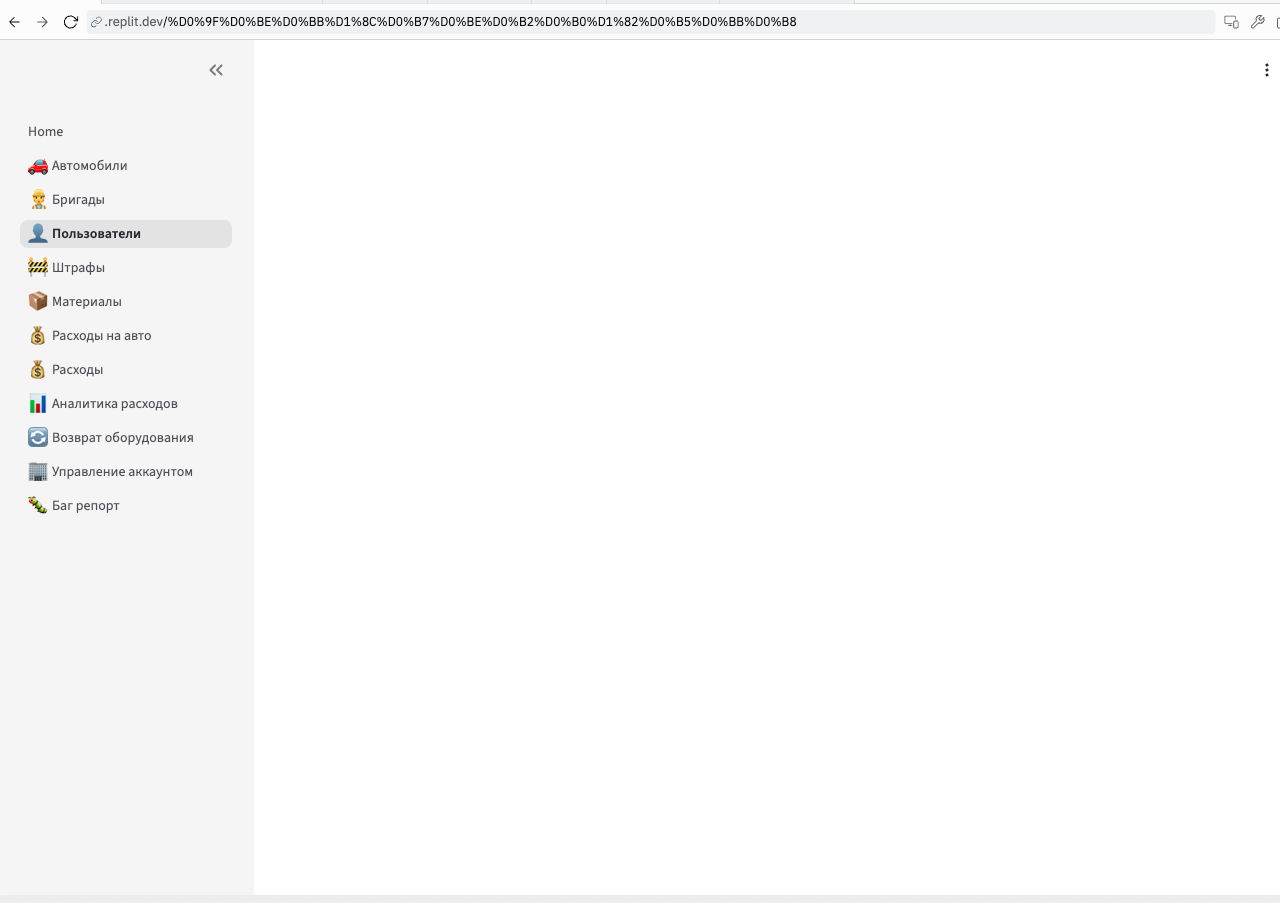 .replit.dev/%D0%9F%D0%BE%D0%BB%D1%8C%D0%B7%D0%BE%D0%B2%D0%B0%D1%82%D0%B5%D0%BB%D0%B8
Home
Автомобили
Бригады
Пользователи
Штрафы
Материалы
Расходы на авто
Расходы
Аналитика расходов
Возврат оборудования
Управление аккаунтом
Баг репорт